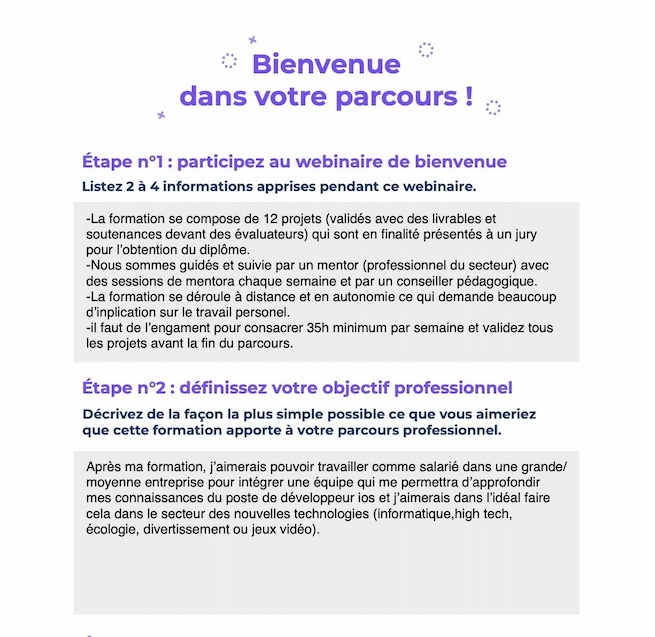 Bienvenue
dans votre parcours !
Étape n°1 : participez au webinaire de bienvenue
Listez 2 à 4 informations apprises pendant ce webinaire.
-La formation se compose de 12 projets (validés avec des livrables et
soutenances devant des évaluateurs) qui sont en finalité présentés à un jury
pour l’obtention du diplôme.
-Nous sommes guidés et suivie par un mentor (professionnel du secteur) avec
des sessions de mentora chaque semaine et par un conseiller pédagogique.
-La formation se déroule à distance et en autonomie ce qui demande beaucoup
d’inplication sur le travail personel.
-il faut de l’engament pour consacrer 35h minimum par semaine et validez tous
les projets avant la fin du parcours.
Étape n°2 : définissez votre objectif professionnel
Décrivez de la façon la plus simple possible ce que vous aimeriez
que cette formation apporte à votre parcours professionnel.
Après ma formation, j’aimerais pouvoir travailler comme salarié dans une grande/
moyenne entreprise pour intégrer une équipe qui me permettra d’approfondir
mes connaissances du poste de développeur ios et j’aimerais dans l’idéal faire
cela dans le secteur des nouvelles technologies (informatique,high tech,
écologie, divertissement ou jeux vidéo).